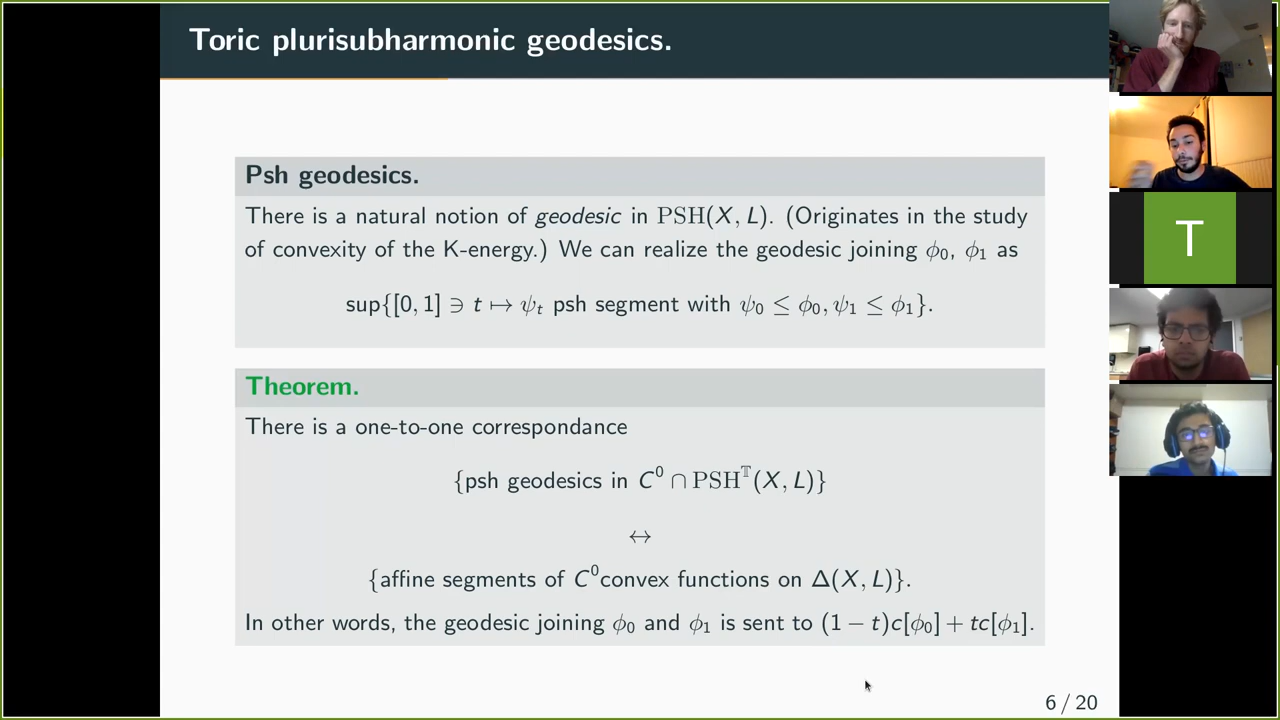 Toric plurisubharmonic geodesics.
Psh geodesics.
There is a natural notion of geodesic in PSH(X, L). (Originates in the study
of convexity of the K-energy.) We can realize the geodesic joining ϕ₀, ϕ₁ as
sup{[0, 1] ∋ t ↦ ψₜ psh segment with ψ₀ ≤ ϕ₀, ψ₁ ≤ ϕ₁}.
Theorem.
There is a one-to-one correspondance
{psh geodesics in C⁰ ∩ PSH^𝕋(X, L)}
↔
{affine segments of C⁰convex functions on Δ(X, L)}.
In other words, the geodesic joining ϕ₀ and ϕ₁ is sent to (1 − t)c[ϕ₀] + tc[ϕ₁].
6 / 20
T